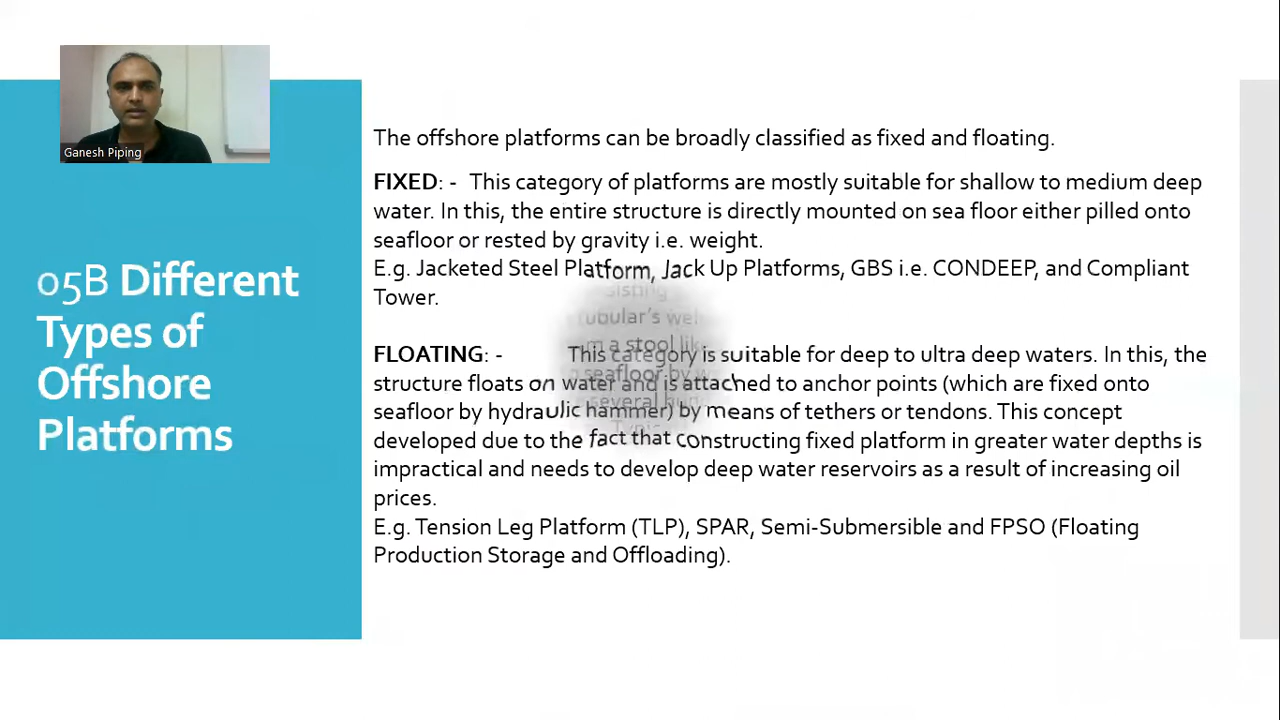 Ganesh Piping
05B Different
Types of
Offshore
Platforms
The offshore platforms can be broadly classified as fixed and floating.
FIXED: - This category of platforms are mostly suitable for shallow to medium deep
water. In this, the entire structure is directly mounted on sea floor either pilled onto
seafloor or rested by gravity i.e. weight.
E.g. Jacketed Steel Platform, Jack Up Platforms, GBS i.e. CONDEEP, and Compliant
Tower.
FLOATING: - This category is suitable for deep to ultra deep waters. In this, the
structure floats on water and is attached to anchor points (which are fixed onto
seafloor by hydraulic hammer) by means of tethers or tendons. This concept
developed due to the fact that constructing fixed platform in greater water depths is
impractical and needs to develop deep water reservoirs as a result of increasing oil
prices.
E.g. Tension Leg Platform (TLP), SPAR, Semi-Submersible and FPSO (Floating
Production Storage and Offloading).